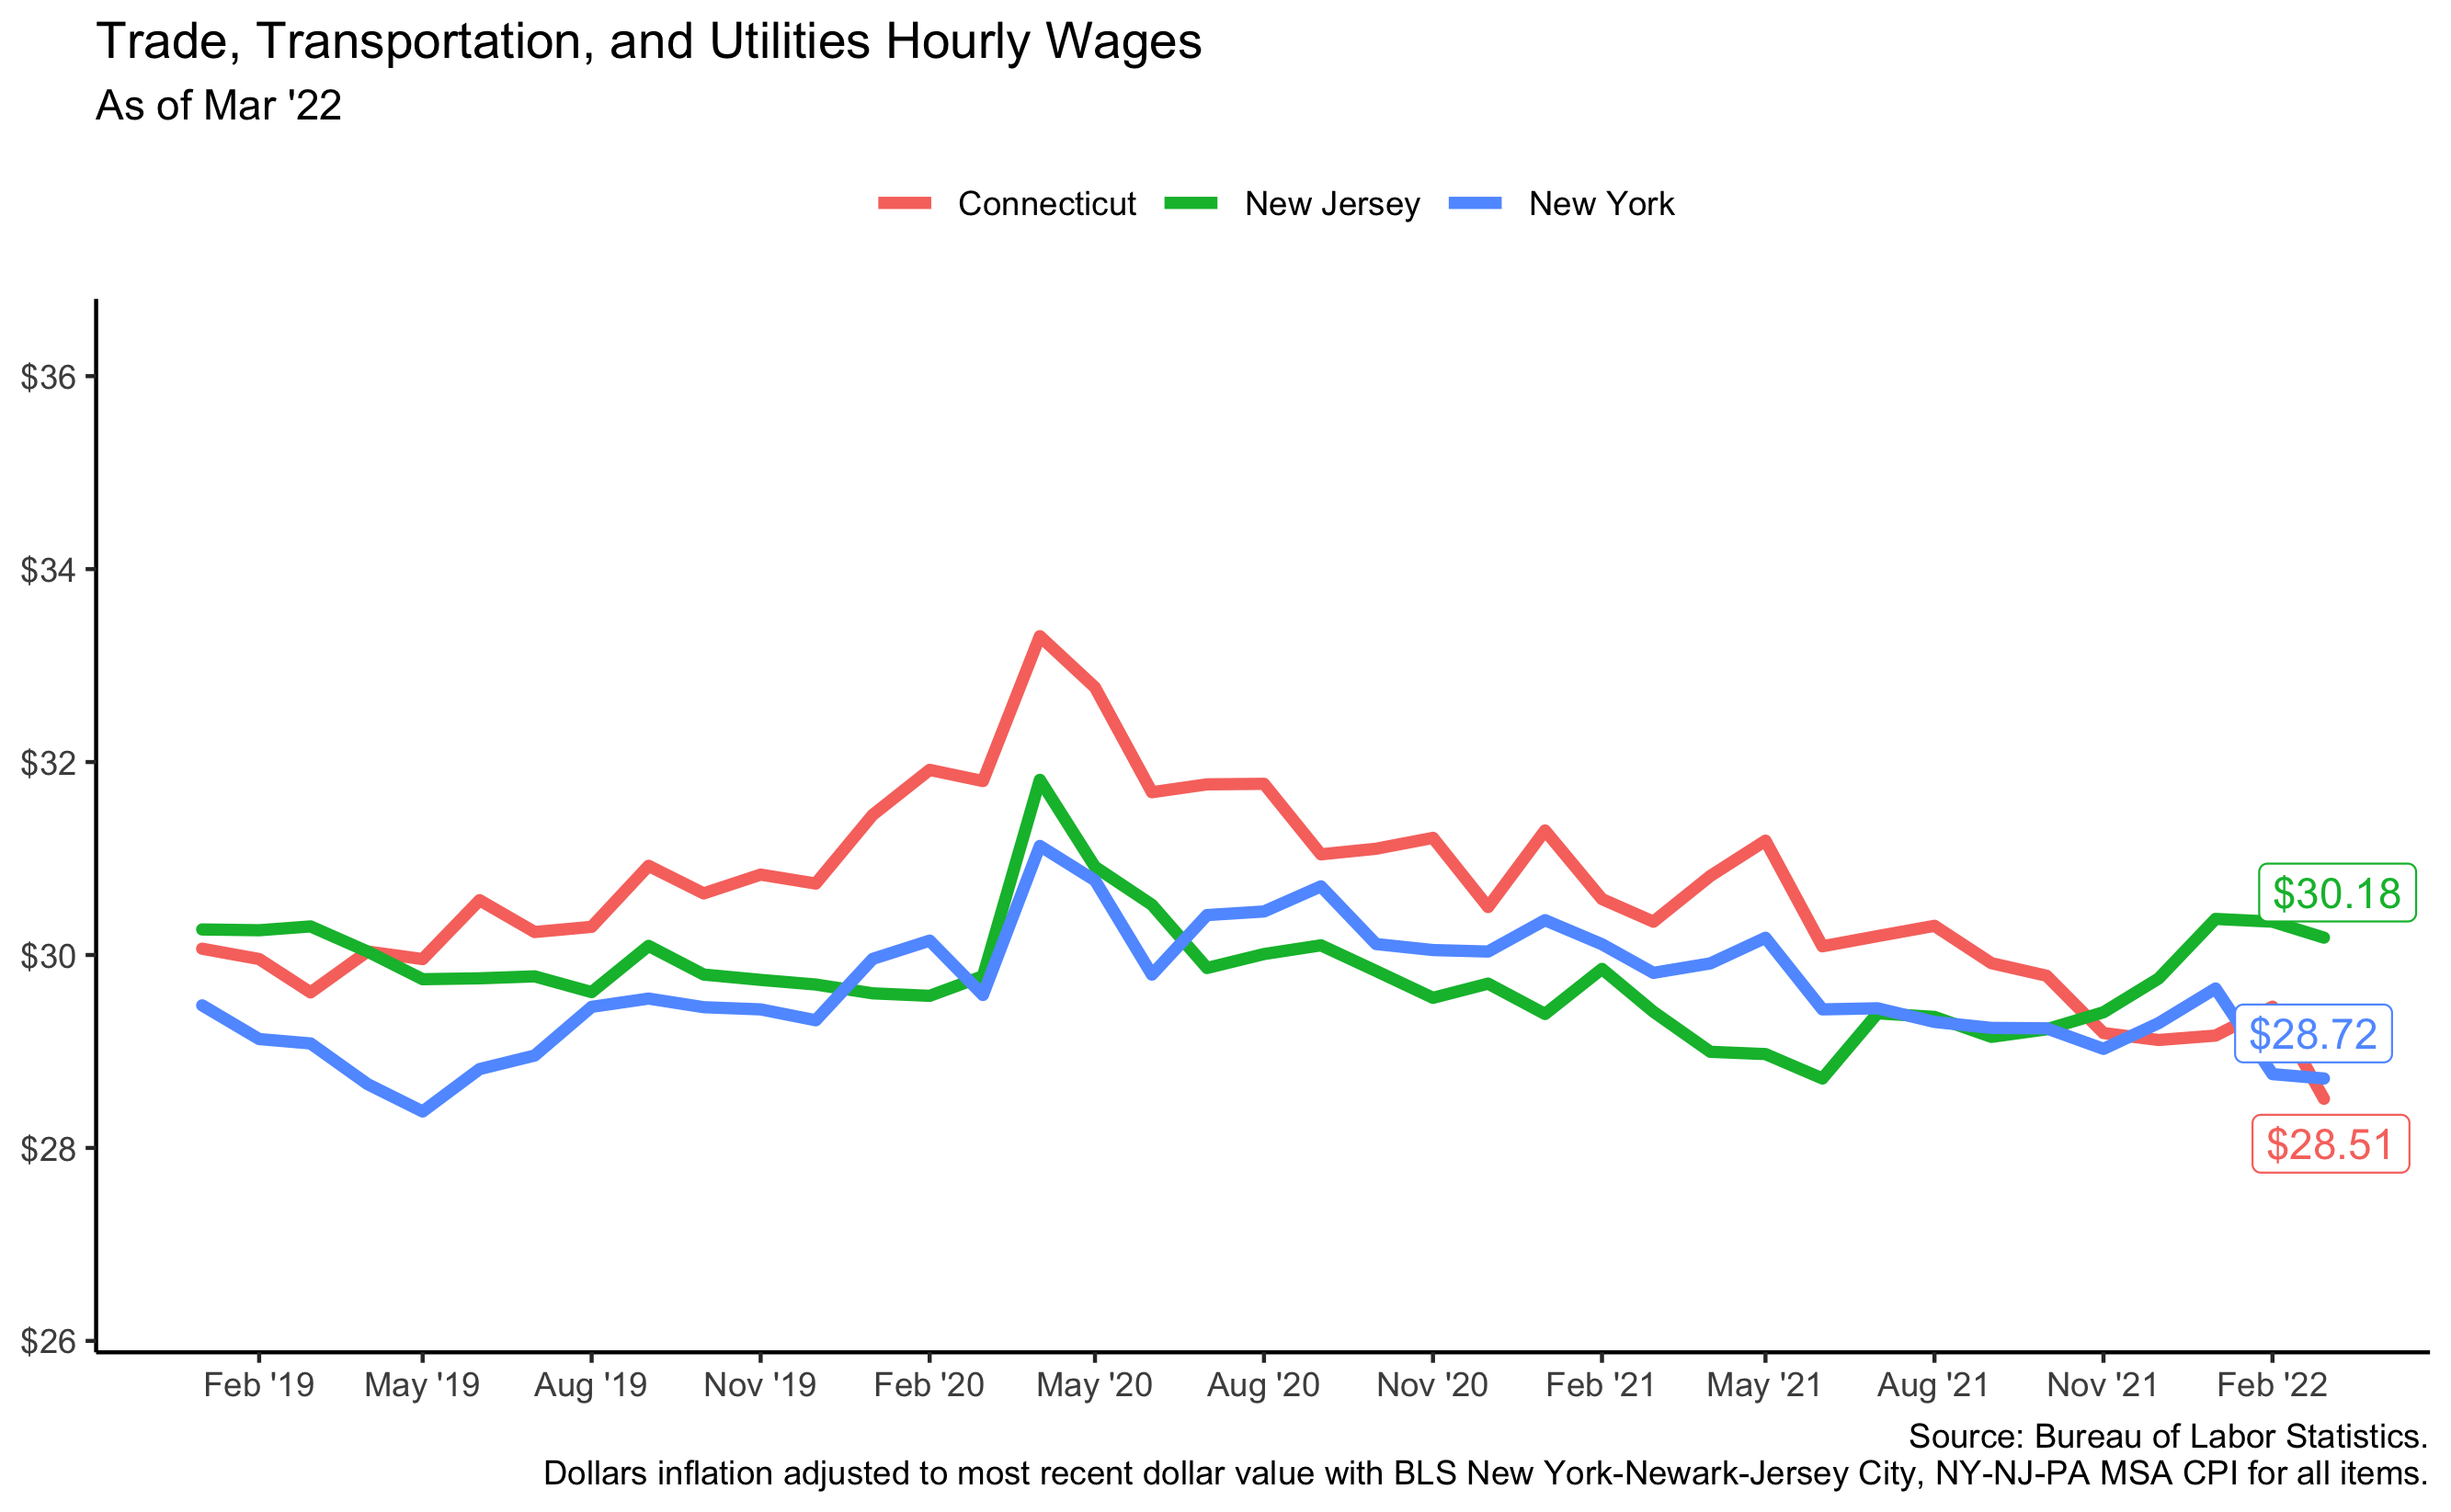 Trade, Transportation, and Utilities Hourly Wages
As of Mar '22
Connecticut New Jersey New York
$36
$34
$32
$30
$28
$26
$30.18
$28.72
$28.51
Feb '19 May '19 Aug '19 Nov '19 Feb '20 May '20 Aug '20 Nov '20 Feb '21 May '21 Aug '21 Nov '21 Feb '22
Source: Bureau of Labor Statistics.
Dollars inflation adjusted to most recent dollar value with BLS New York-Newark-Jersey City, NY-NJ-PA MSA CPI for all items.